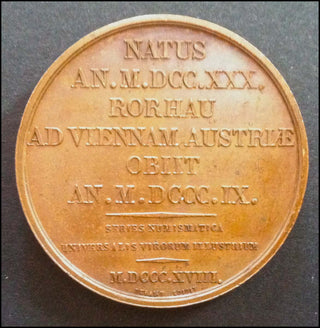 NATUS
AN. M. DCC. XXX.
RORHAU
AD VIENNAM AUSTRIÆ
OBIIT
AN. M. DCCC. IX.
SERIES NUMISMATICA
UNIVERSALIS VIRORUM ILLUSTRIUM
M. DCCC. XVIII.